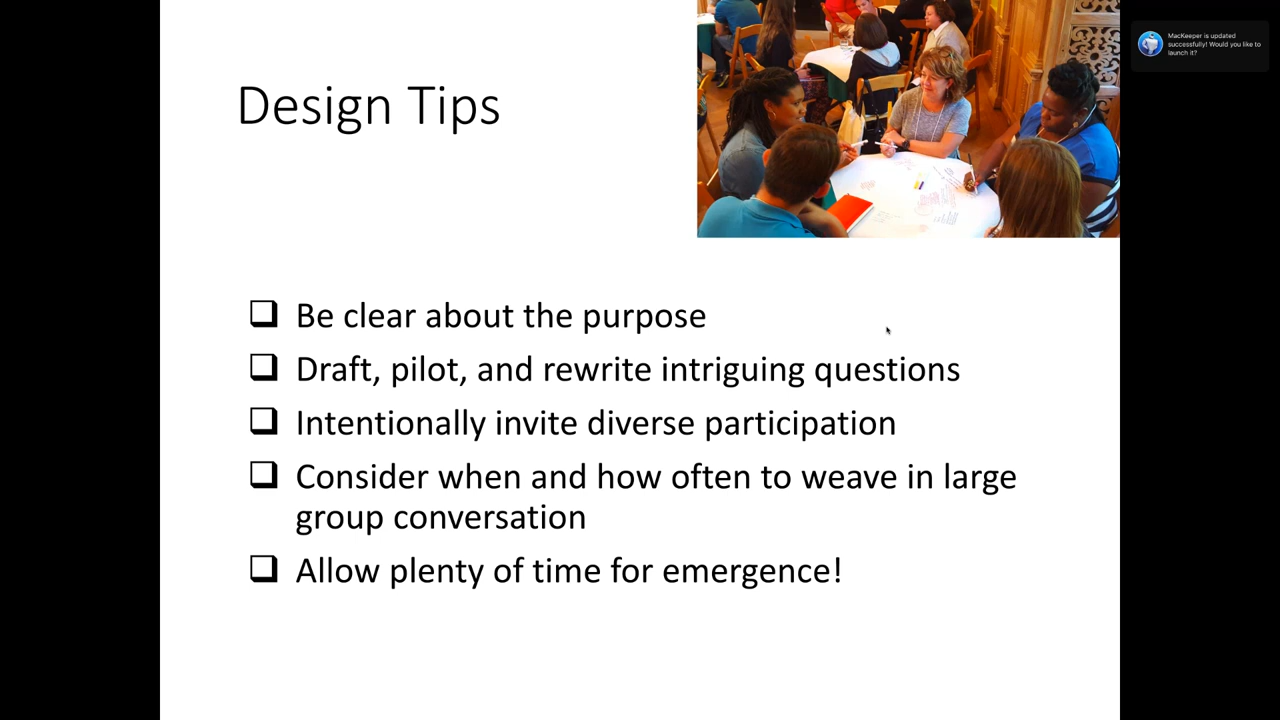 Design Tips
MacKeeper is updated
successfully! Would you like to
launch it?
Be clear about the purpose
Draft, pilot, and rewrite intriguing questions
Intentionally invite diverse participation
Consider when and how often to weave in large
group conversation
Allow plenty of time for emergence!